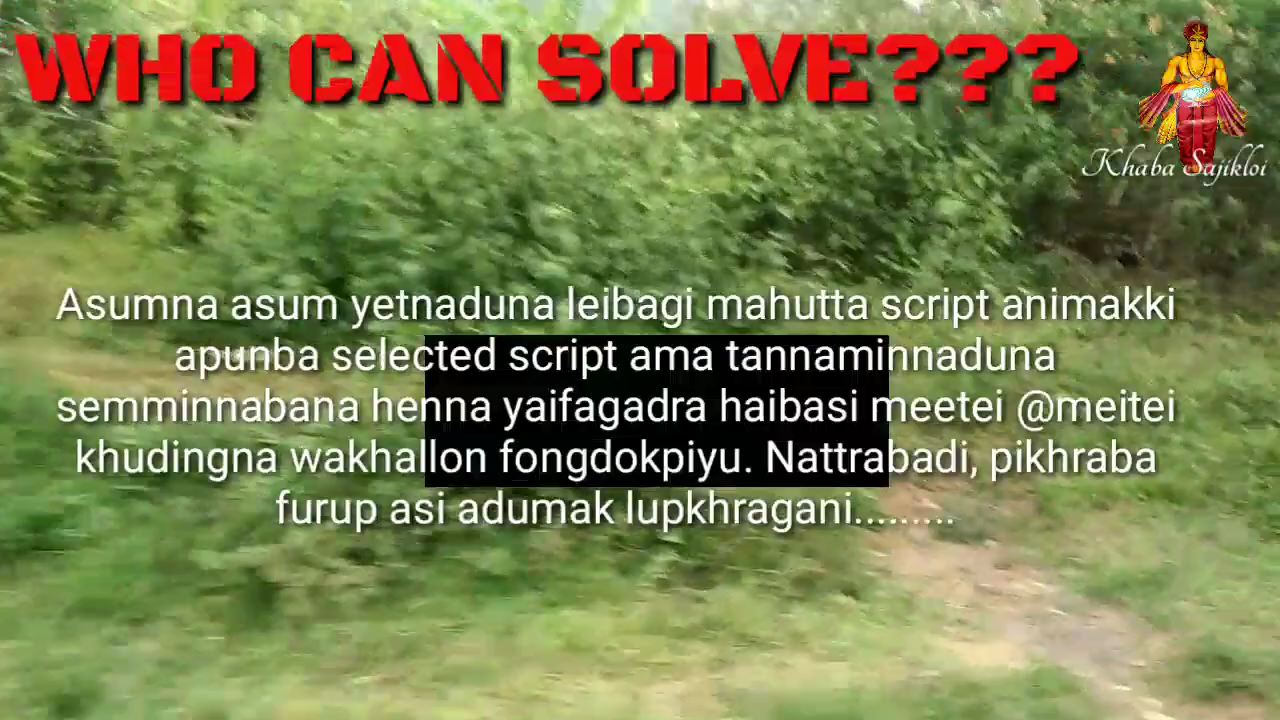 WHO CAN SOLVE???
Khaba Sajikloi
Asumna asum yetnaduna leibagi mahutta script animakki
apunba selected script ama tannaminnaduna
semminnabana henna yaifagadra haibasi meetei @meitei
khudingna wakhallon fongdokpiyu. Nattrabadi, pikhraba
furup asi adumak lupkhragani.........